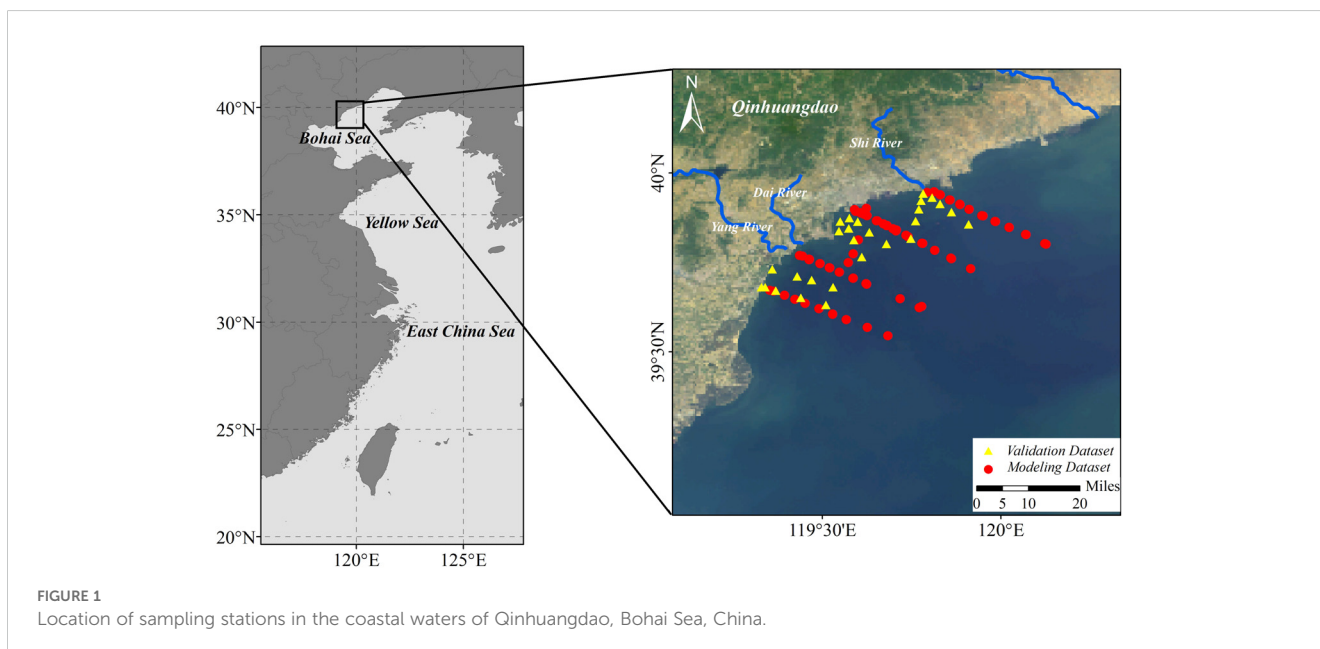 40°N
35°N
30°N
25°N
20°N
120°E
125°E
Bohai Sea
Yellow Sea
East China Sea
N
Qinhuangdao
Shi River
Dai River
Yang River
40°N
39°30'N
119°30'E
120°E
Validation Dataset
Modeling Dataset
Miles
0 5 10 20
FIGURE 1
Location of sampling stations in the coastal waters of Qinhuangdao, Bohai Sea, China.